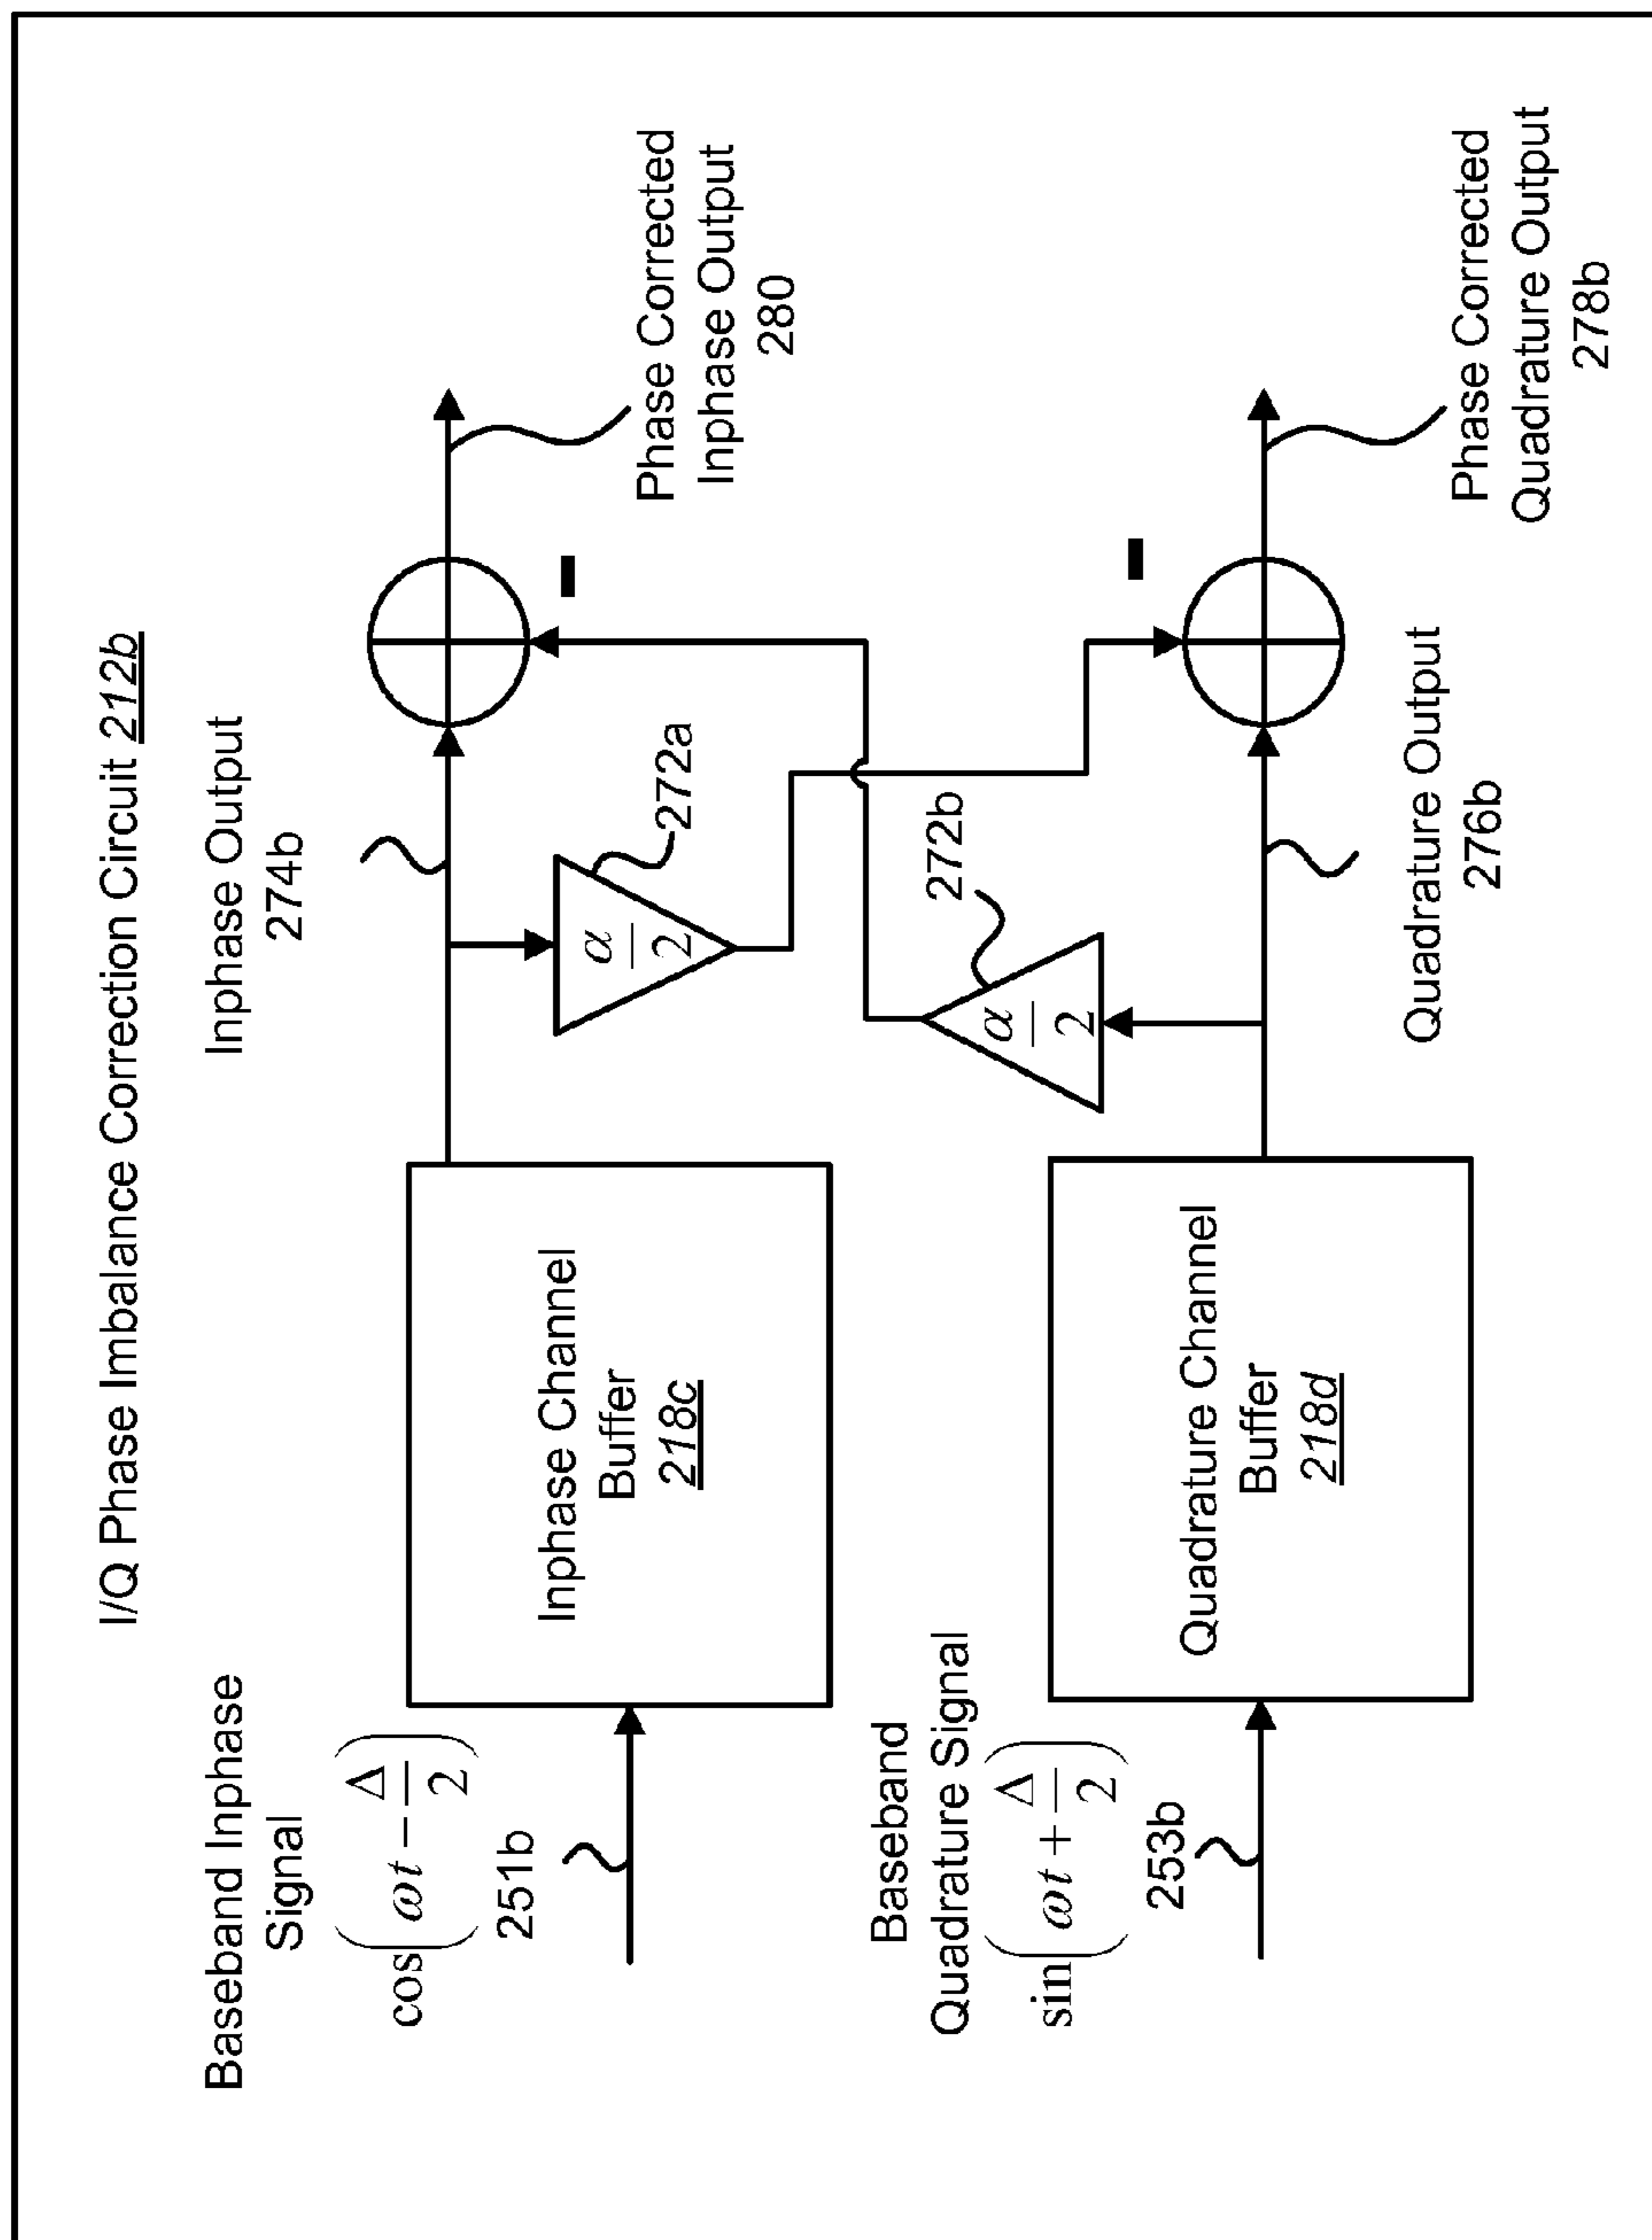 I/Q Phase Imbalance Correction Circuit 212b
Baseband Inphase
Signal
cos(ωt − Δ/2)
251b
Inphase Channel
Buffer
218c
Inphase Output
274b
α/2
272a
Phase Corrected
Inphase Output
280
Baseband
Quadrature Signal
sin(ωt + Δ/2)
253b
Quadrature Channel
Buffer
218d
α/2
272b
Quadrature Output
276b
Phase Corrected
Quadrature Output
278b
−
−